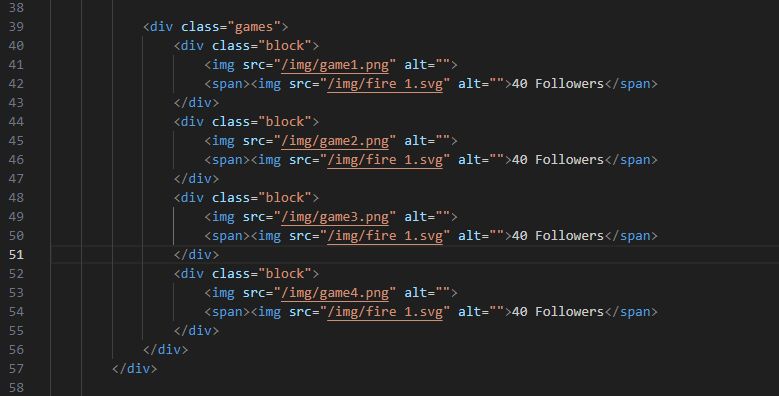 38
39 <div class="games">
40 <div class="block">
41 <img src="/img/game1.png" alt="">
42 <span><img src="/img/fire 1.svg" alt="">40 Followers</span>
43 </div>
44 <div class="block">
45 <img src="/img/game2.png" alt="">
46 <span><img src="/img/fire 1.svg" alt="">40 Followers</span>
47 </div>
48 <div class="block">
49 <img src="/img/game3.png" alt="">
50 <span><img src="/img/fire 1.svg" alt="">40 Followers</span>
51 </div>
52 <div class="block">
53 <img src="/img/game4.png" alt="">
54 <span><img src="/img/fire 1.svg" alt="">40 Followers</span>
55 </div>
56 </div>
57 </div>
58